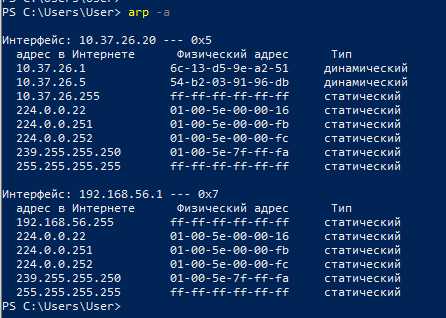 PS C:\Users\User> arp -a
Интерфейс: 10.37.26.20 --- 0x5
адрес в Интернете Физический адрес Тип
10.37.26.1 6c-13-d5-9e-a2-51 динамический
10.37.26.5 54-b2-03-91-96-db динамический
10.37.26.255 ff-ff-ff-ff-ff-ff статический
224.0.0.22 01-00-5e-00-00-16 статический
224.0.0.251 01-00-5e-00-00-fb статический
224.0.0.252 01-00-5e-00-00-fc статический
239.255.255.250 01-00-5e-7f-ff-fa статический
255.255.255.255 ff-ff-ff-ff-ff-ff статический
Интерфейс: 192.168.56.1 --- 0x7
адрес в Интернете Физический адрес Тип
192.168.56.255 ff-ff-ff-ff-ff-ff статический
224.0.0.22 01-00-5e-00-00-16 статический
224.0.0.251 01-00-5e-00-00-fb статический
224.0.0.252 01-00-5e-00-00-fc статический
239.255.255.250 01-00-5e-7f-ff-fa статический
255.255.255.255 ff-ff-ff-ff-ff-ff статический
PS C:\Users\User>